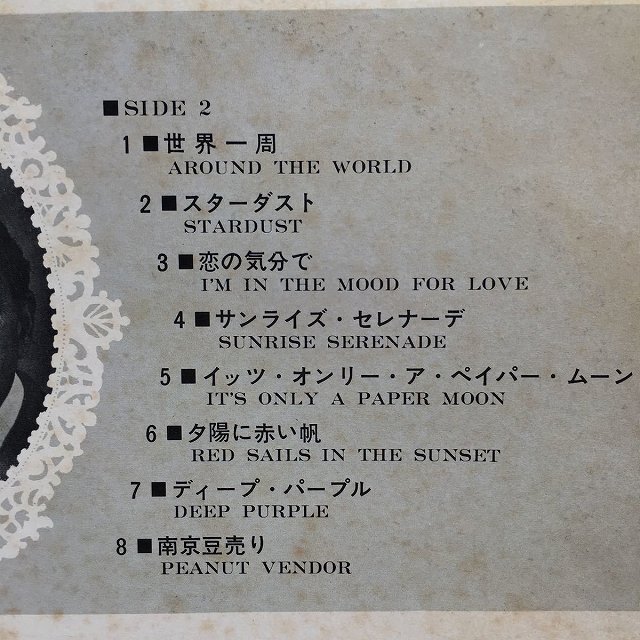 ■SIDE 2
1■世界一周
AROUND THE WORLD
2■スターダスト
STARDUST
3■恋の気分で
I'M IN THE MOOD FOR LOVE
4■サンライズ・セレナーデ
SUNRISE SERENADE
5■イッツ・オンリー・ア・ペイパー・ムーン
IT'S ONLY A PAPER MOON
6■夕陽に赤い帆
RED SAILS IN THE SUNSET
7■ディープ・パープル
DEEP PURPLE
8■南京豆売り
PEANUT VENDOR